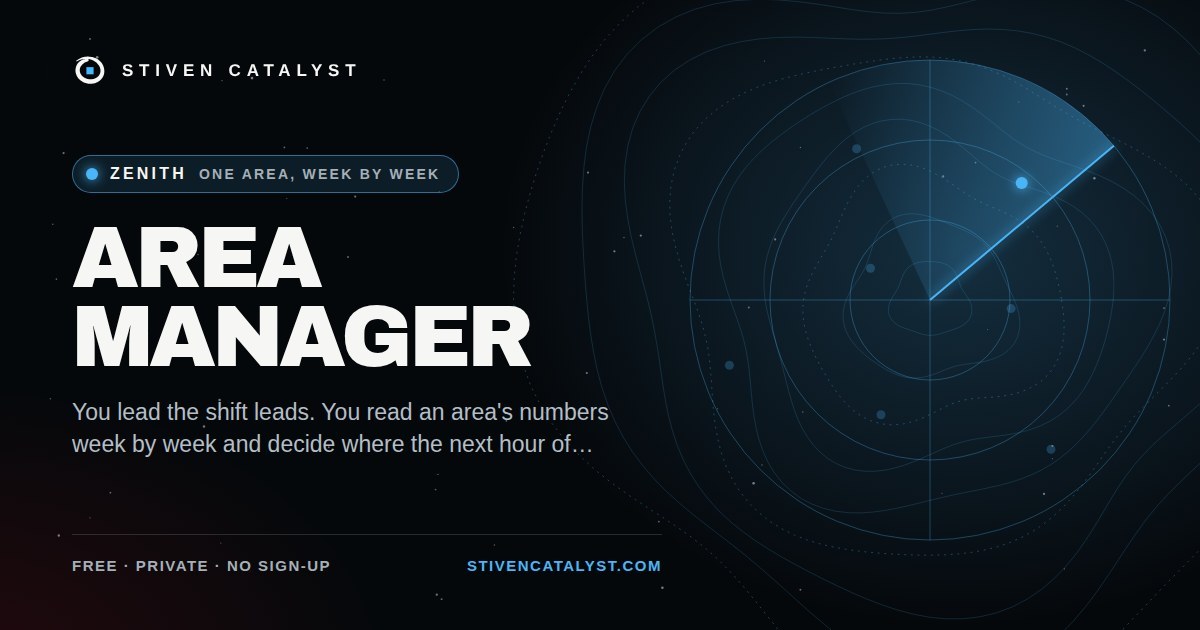 STIVEN CATALYST
ZENITH ONE AREA, WEEK BY WEEK
AREA
MANAGER
You lead the shift leads. You read an area's numbers
week by week and decide where the next hour of…
FREE · PRIVATE · NO SIGN-UP
STIVENCATALYST.COM